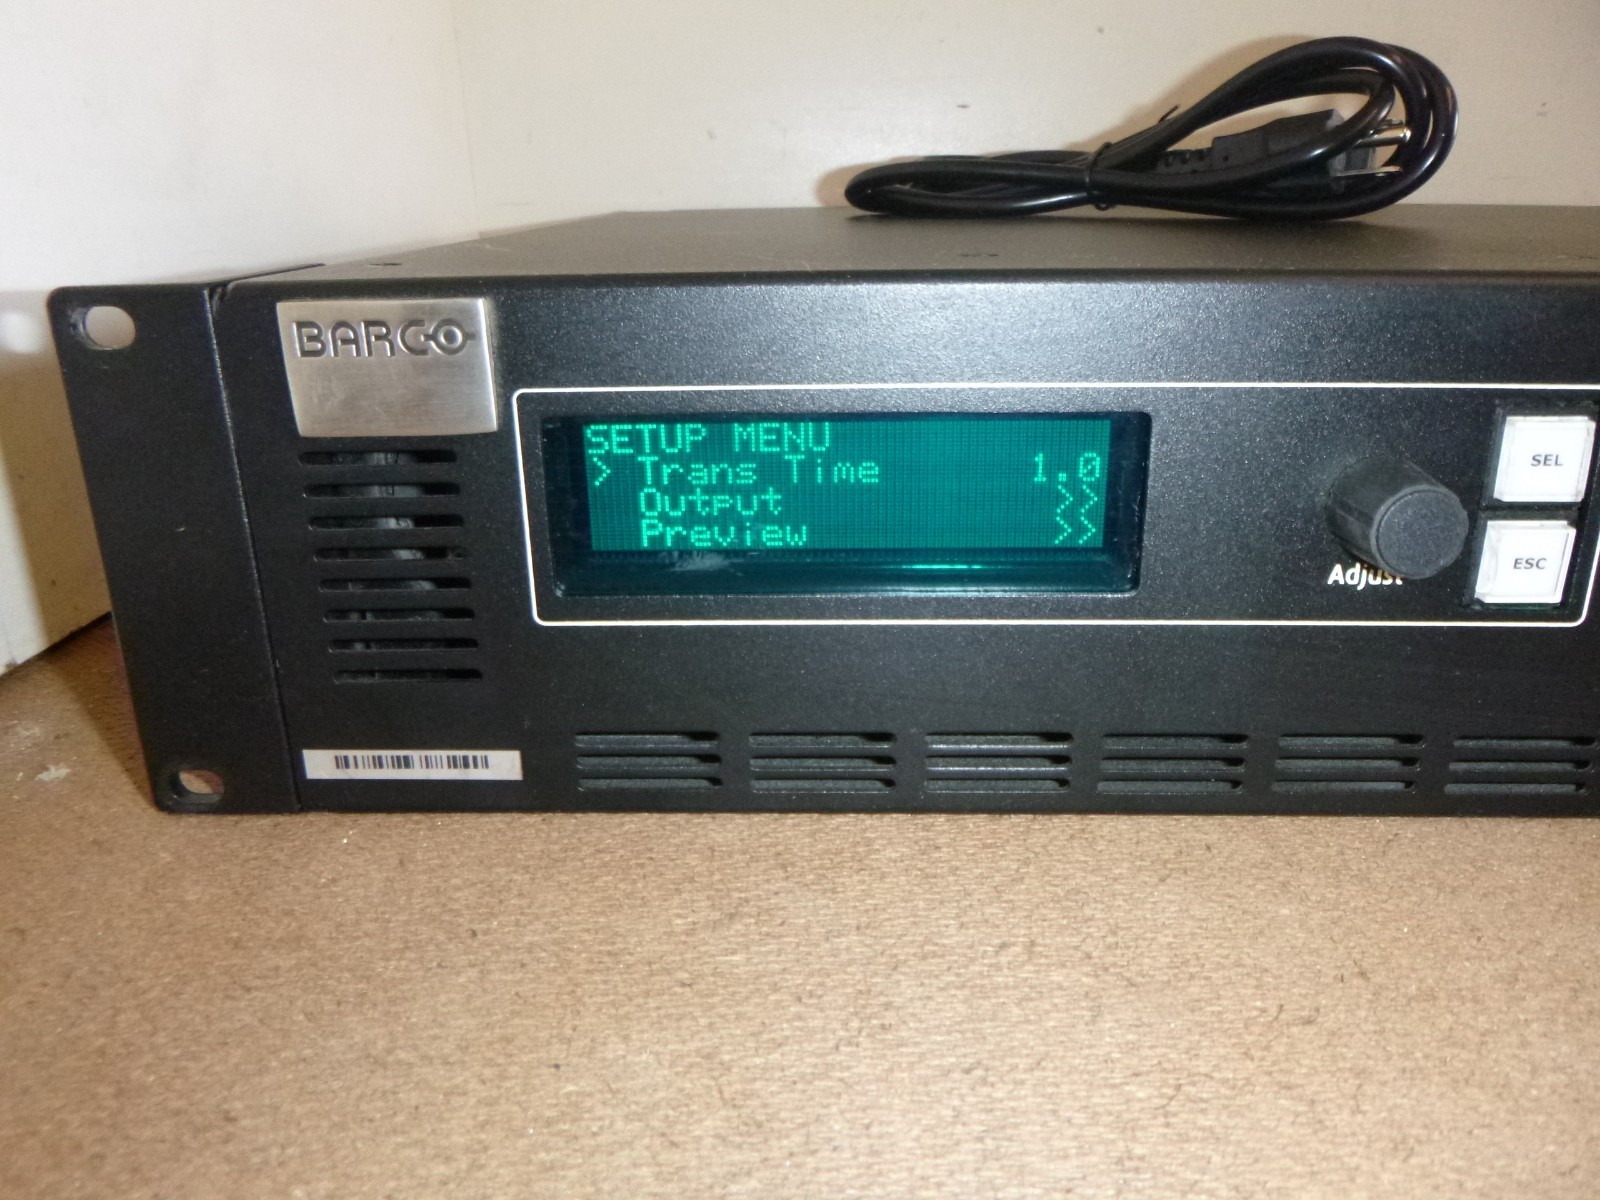 BARCO
SETUP MENU
> Trans Time 1.0
Output >>
Preview >>
Adjust
SEL
ESC